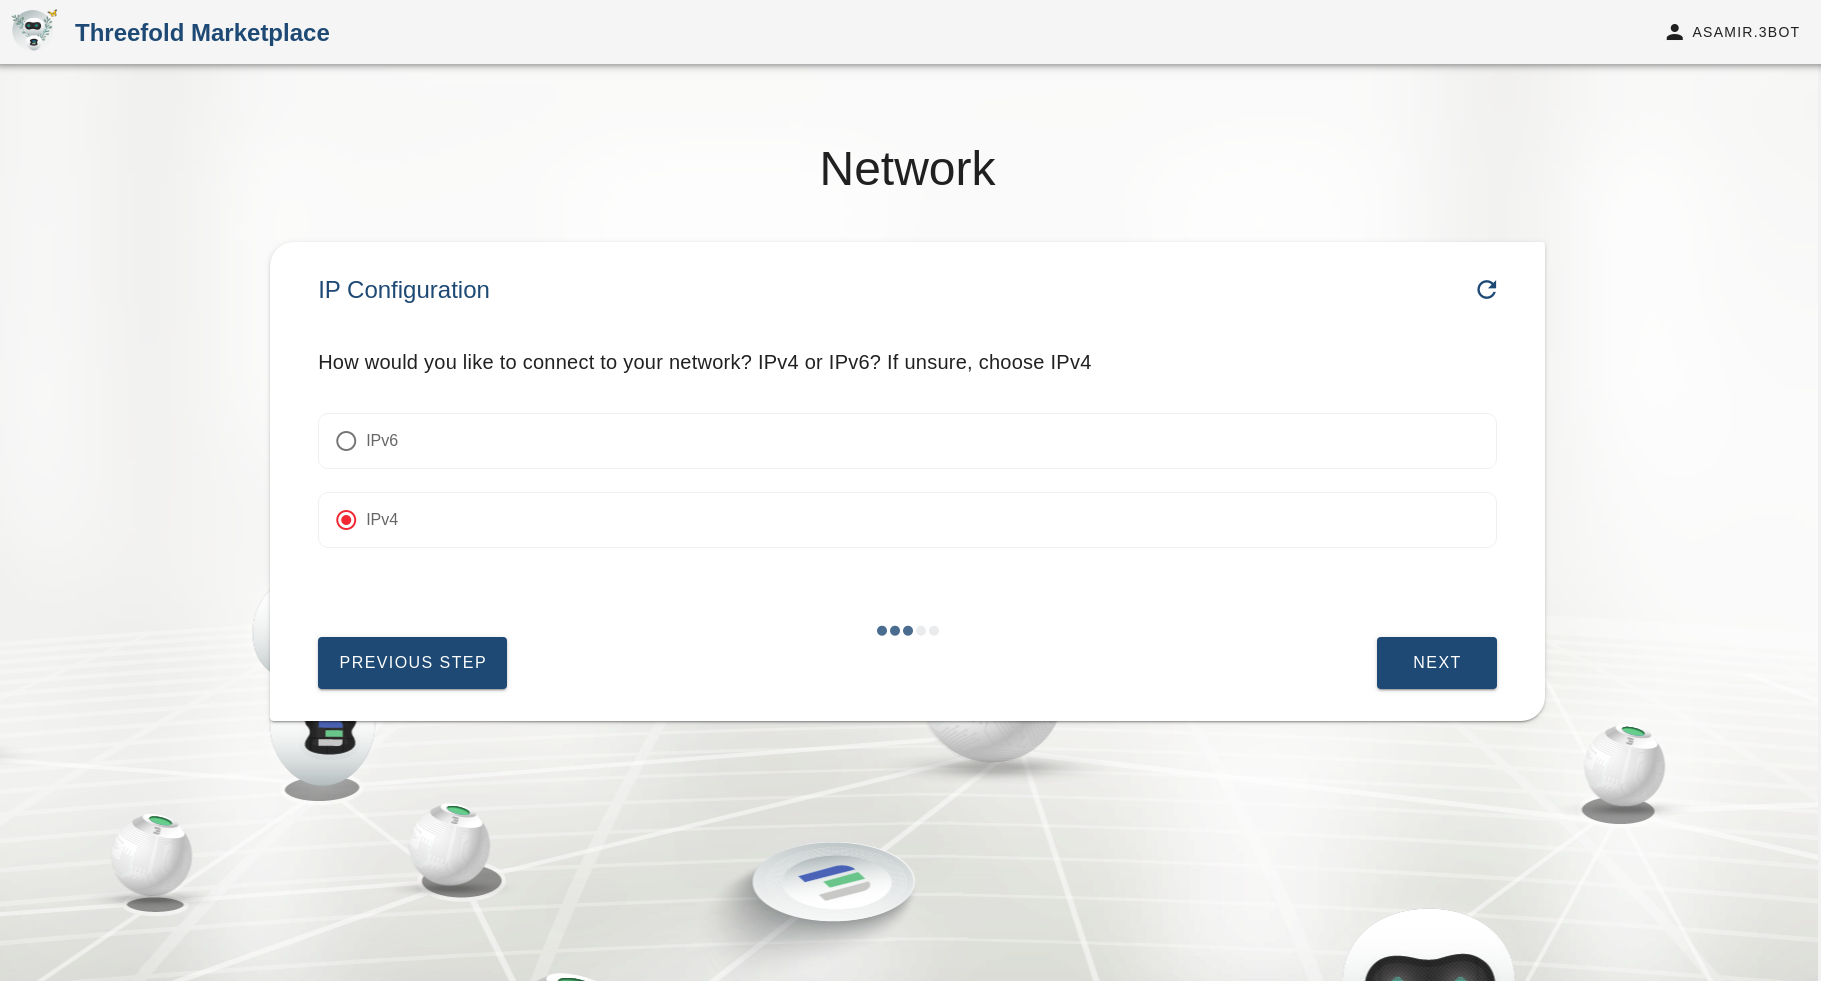 Threefold Marketplace
ASAMIR.3BOT
Network
IP Configuration
How would you like to connect to your network? IPv4 or IPv6? If unsure, choose IPv4
IPv6
IPv4
PREVIOUS STEP
NEXT